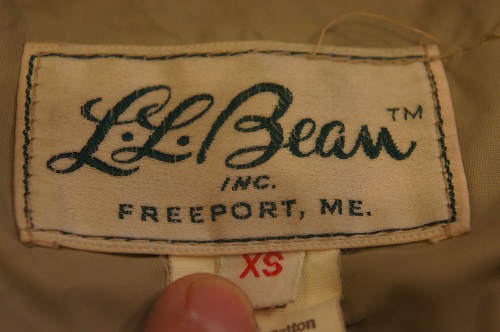 L.L.Bean™
INC.
FREEPORT, ME.
XS